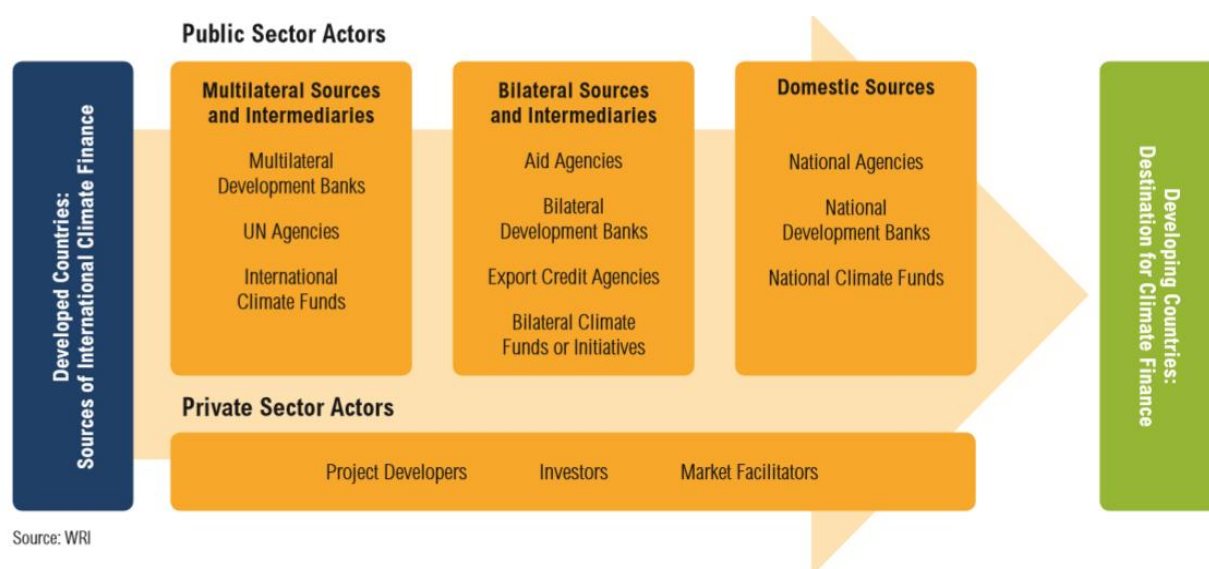 Public Sector Actors
Developed Countries:
Sources of International Climate Finance
Multilateral Sources
and Intermediaries
Multilateral
Development Banks
UN Agencies
International
Climate Funds
Bilateral Sources
and Intermediaries
Aid Agencies
Bilateral
Development Banks
Export Credit Agencies
Bilateral Climate
Funds or Initiatives
Domestic Sources
National Agencies
National
Development Banks
National Climate Funds
Private Sector Actors
Project Developers Investors Market Facilitators
Developing Countries:
Destination for Climate Finance
Source: WRI